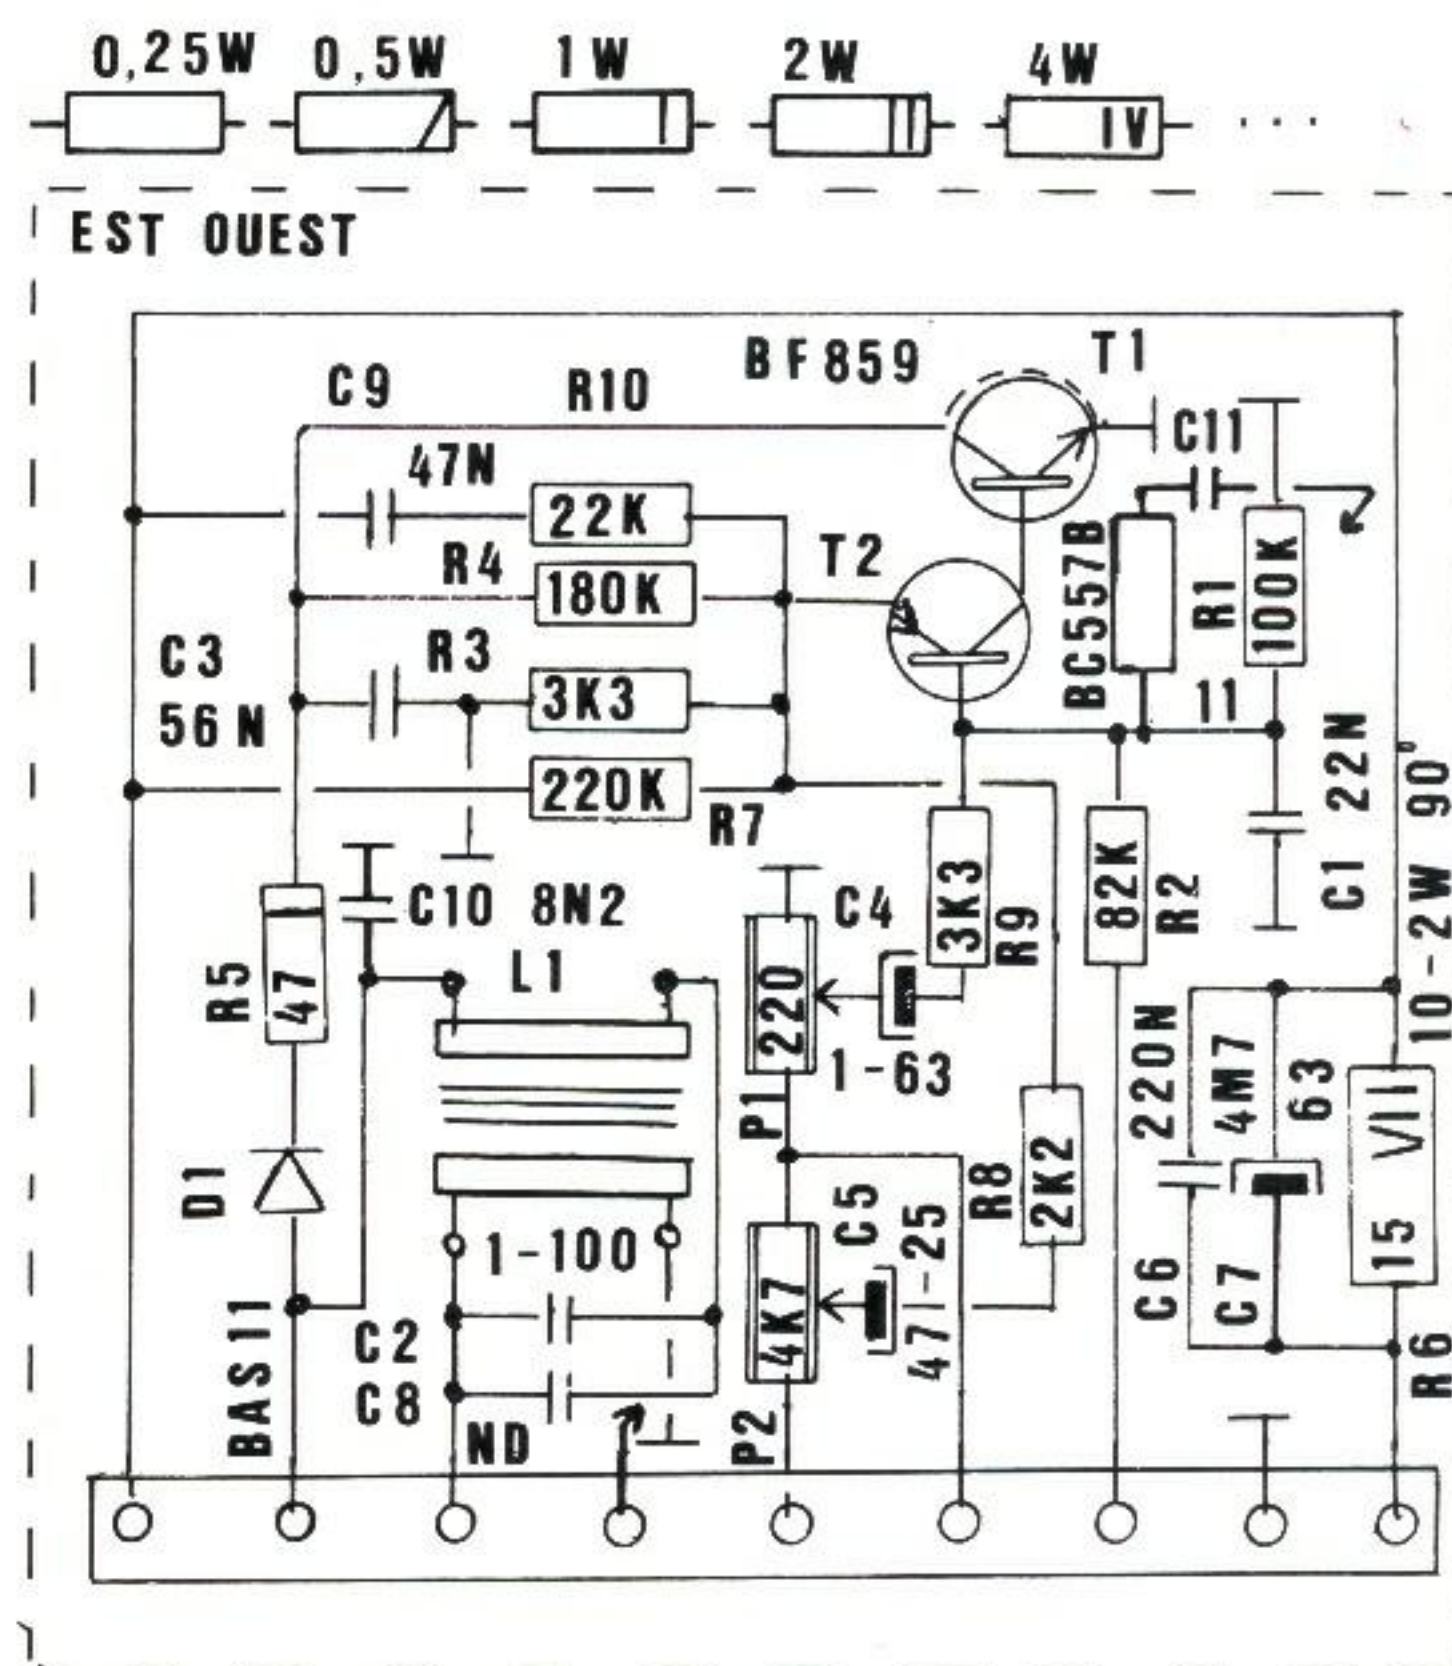 0,25W 0,5W 1W 2W 4W
IV
EST OUEST
BF859 T1
C9 R10
C11
47N
22K
R4 T2
180K
BC557B
R1
100K
C3 R3
56N 3K3
11
220K
R7
C1 22N
10-2W 90°
C10 8N2
C4
3K3
R9
82K
R2
L1
R5
47
220
1-63
P1
220N
4M7
63
VII
15
D1
R8
2K2
C5
47-25
1-100
4K7
C6
C7
BAS11
C2
C8
ND
P2
R6